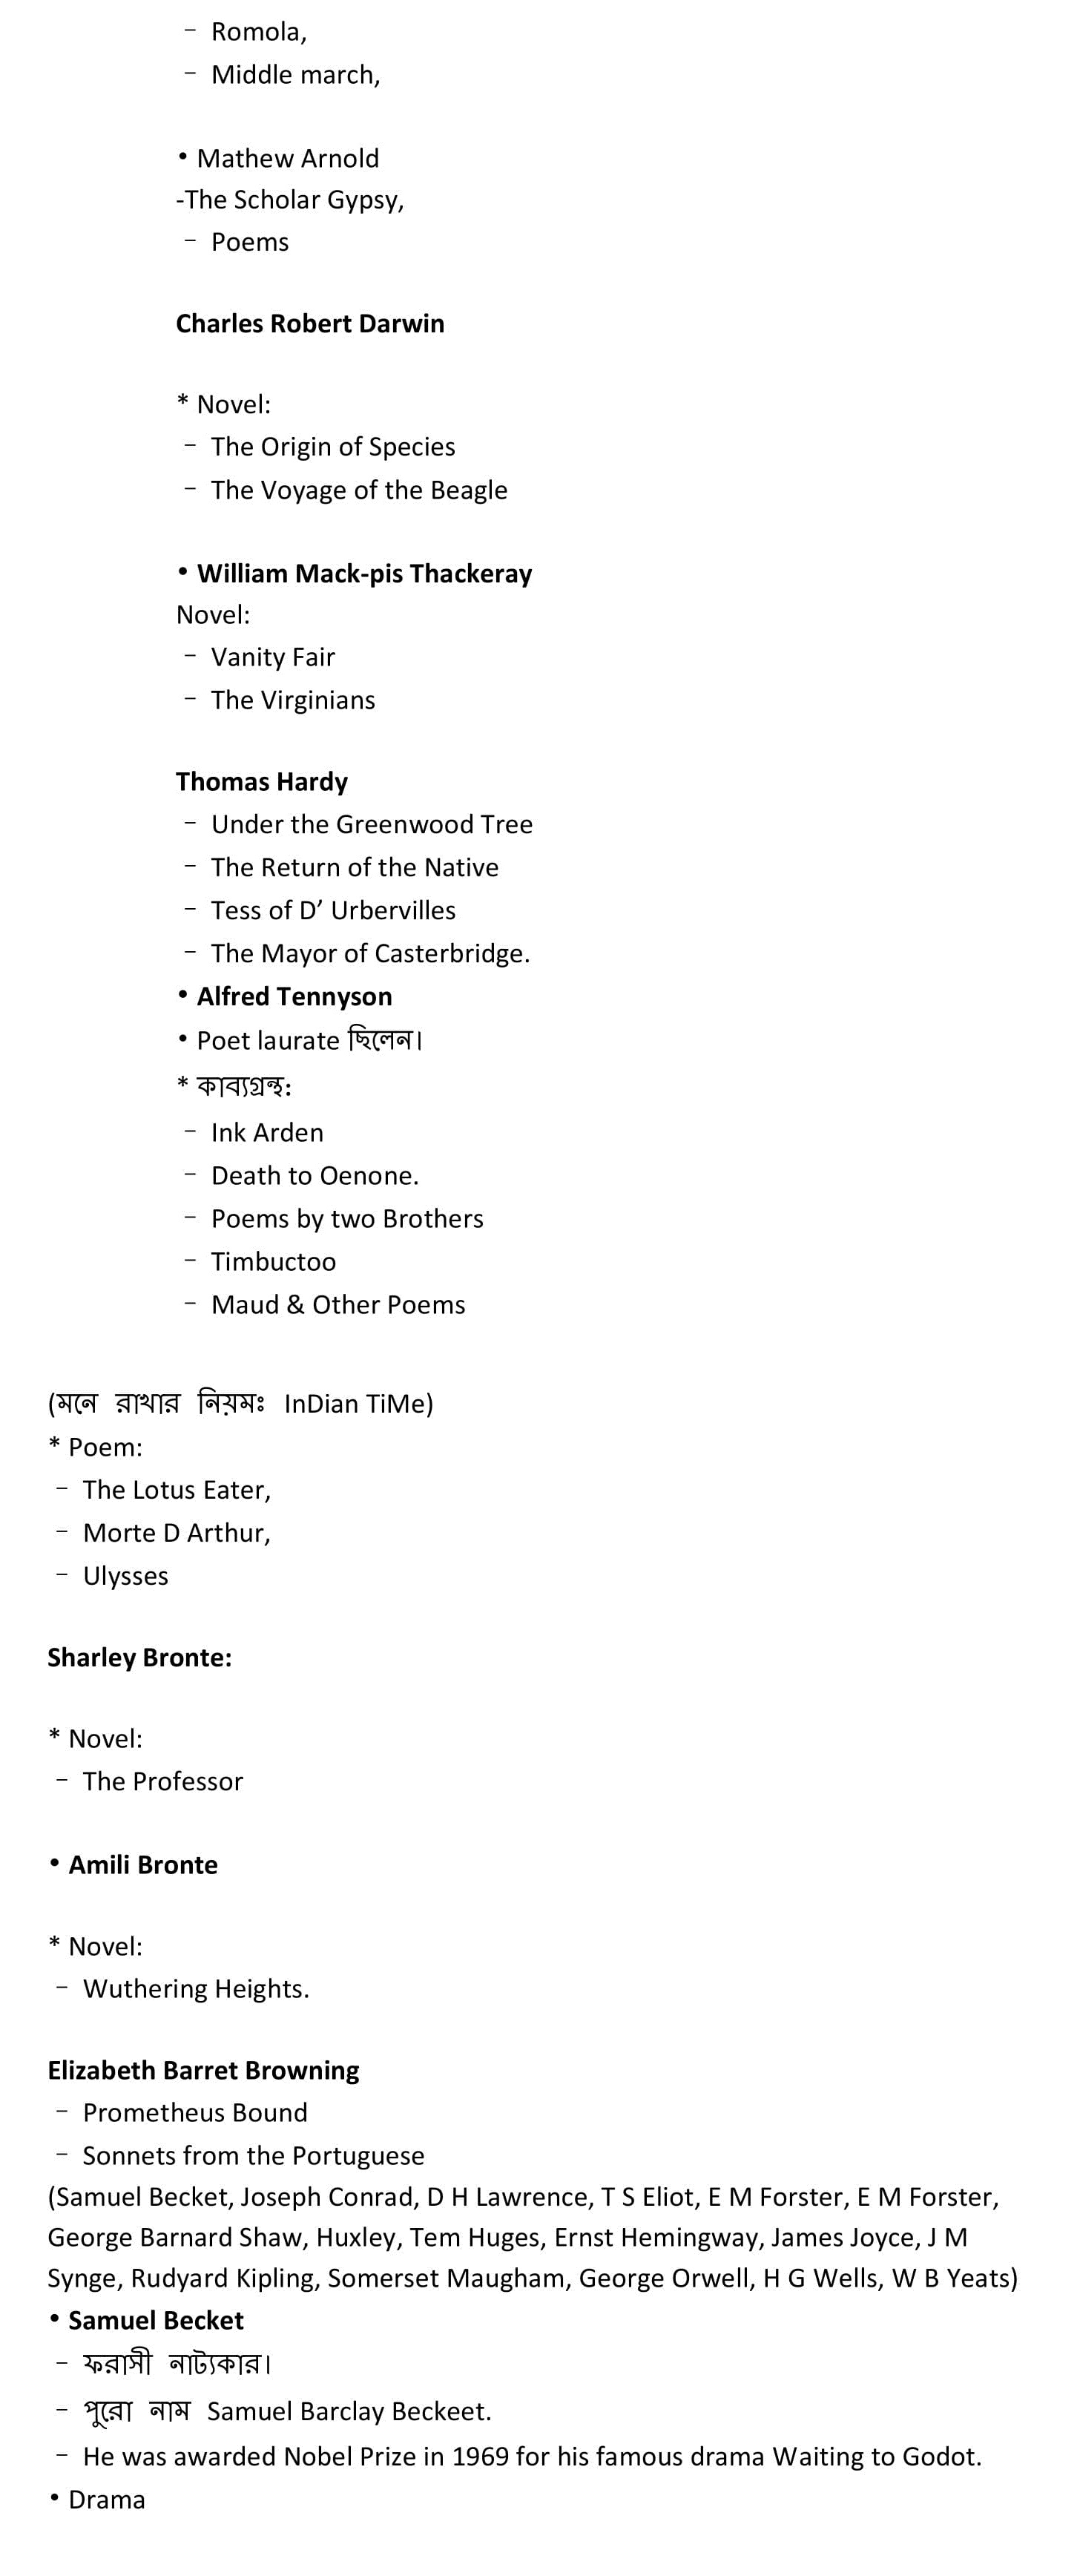 – Romola,
– Middle march,
• Mathew Arnold
-The Scholar Gypsy,
– Poems
Charles Robert Darwin
* Novel:
– The Origin of Species
– The Voyage of the Beagle
• William Mack-pis Thackeray
Novel:
– Vanity Fair
– The Virginians
Thomas Hardy
– Under the Greenwood Tree
– The Return of the Native
– Tess of D’ Urbervilles
– The Mayor of Casterbridge.
• Alfred Tennyson
• Poet laurate ছিলেন।
* কাব্যগ্রন্থ:
– Ink Arden
– Death to Oenone.
– Poems by two Brothers
– Timbuctoo
– Maud & Other Poems
(মনে রাখার নিয়মঃ InDian TiMe)
* Poem:
– The Lotus Eater,
– Morte D Arthur,
– Ulysses
Sharley Bronte:
* Novel:
– The Professor
• Amili Bronte
* Novel:
– Wuthering Heights.
Elizabeth Barret Browning
– Prometheus Bound
– Sonnets from the Portuguese
(Samuel Becket, Joseph Conrad, D H Lawrence, T S Eliot, E M Forster, E M Forster,
George Barnard Shaw, Huxley, Tem Huges, Ernst Hemingway, James Joyce, J M
Synge, Rudyard Kipling, Somerset Maugham, George Orwell, H G Wells, W B Yeats)
• Samuel Becket
– ফরাসী নাট্যকার।
– পুরো নাম Samuel Barclay Beckeet.
– He was awarded Nobel Prize in 1969 for his famous drama Waiting to Godot.
• Drama